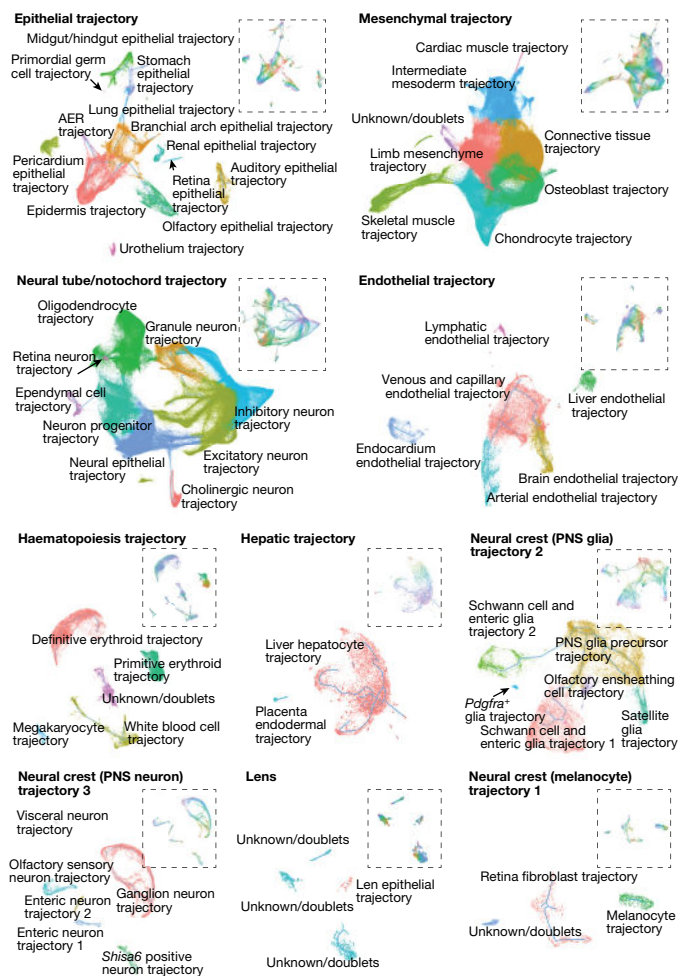 Epithelial trajectory
Midgut/hindgut epithelial trajectory
Primordial germ
cell trajectory
Stomach
epithelial
trajectory
Lung epithelial trajectory
AER
trajectory
Branchial arch epithelial trajectory
Renal epithelial trajectory
Pericardium
epithelial
trajectory
Auditory epithelial
trajectory
Retina
epithelial
trajectory
Epidermis trajectory
Olfactory epithelial trajectory
Urothelium trajectory
Mesenchymal trajectory
Cardiac muscle trajectory
Intermediate
mesoderm trajectory
Unknown/doublets
Connective tissue
trajectory
Limb mesenchyme
trajectory
Osteoblast trajectory
Skeletal muscle
trajectory
Chondrocyte trajectory
Neural tube/notochord trajectory
Oligodendrocyte
trajectory
Granule neuron
trajectory
Retina neuron
trajectory
Ependymal cell
trajectory
Inhibitory neuron
trajectory
Neuron progenitor
trajectory
Neural epithelial
trajectory
Excitatory neuron
trajectory
Cholinergic neuron
trajectory
Endothelial trajectory
Lymphatic
endothelial trajectory
Venous and capillary
endothelial trajectory
Liver endothelial
trajectory
Endocardium
endothelial trajectory
Brain endothelial trajectory
Arterial endothelial trajectory
Haematopoiesis trajectory
Definitive erythroid trajectory
Primitive erythroid
trajectory
Unknown/doublets
Megakaryocyte
trajectory
White blood cell
trajectory
Hepatic trajectory
Liver hepatocyte
trajectory
Placenta
endodermal
trajectory
Neural crest (PNS glia)
trajectory 2
Schwann cell and
enteric glia
trajectory 2
PNS glia precursor
trajectory
Olfactory ensheathing
cell trajectory
Pdgfra+
glia trajectory
Schwann cell and
enteric glia trajectory 1
Satellite
glia
trajectory
Neural crest (PNS neuron)
trajectory 3
Visceral neuron
trajectory
Olfactory sensory
neuron trajectory
Ganglion neuron
trajectory
Enteric neuron
trajectory 2
Enteric neuron
trajectory 1
Shisa6 positive
neuron trajectory
Lens
Unknown/doublets
Len epithelial
trajectory
Unknown/doublets
Unknown/doublets
Neural crest (melanocyte)
trajectory 1
Retina fibroblast trajectory
Melanocyte
trajectory
Unknown/doublets